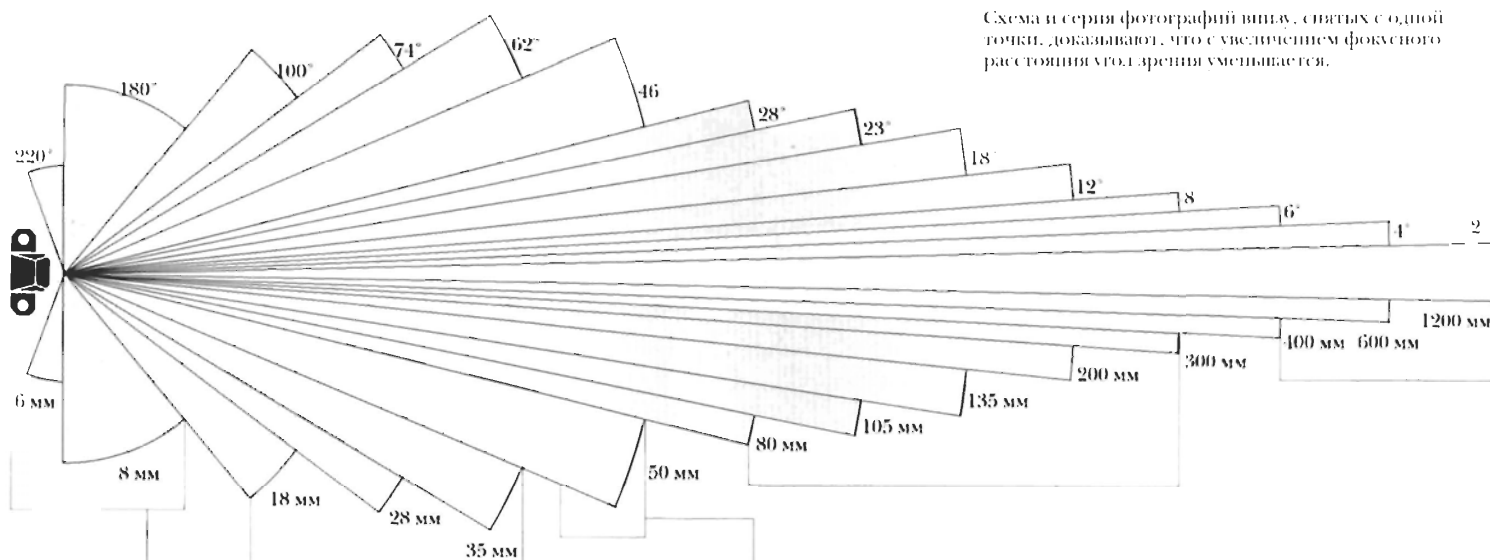 Схема и серия фотографий внизу, снятых с одной
точки, доказывают, что с увеличением фокусного
расстояния угол зрения уменьшается.
220°
180°
100°
74°
62°
46
28°
23°
18°
12°
8
6°
4°
2
6 мм
8 мм
18 мм
28 мм
35 мм
50 мм
80 мм
105 мм
135 мм
200 мм
300 мм
400 мм
600 мм
1200 мм